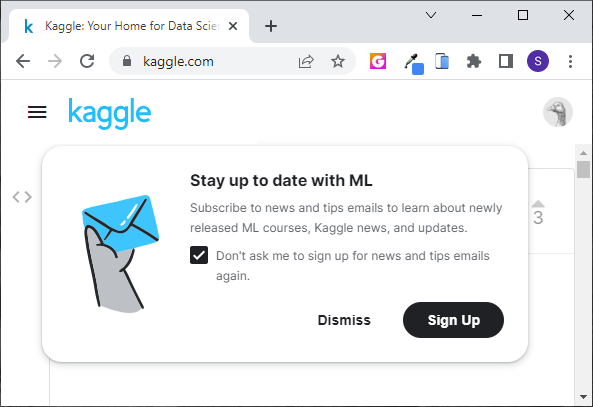 Kaggle: Your Home for Data Scien
kaggle.com
S
kaggle
Stay up to date with ML
Subscribe to news and tips emails to learn about newly
released ML courses, Kaggle news, and updates.
Don't ask me to sign up for news and tips emails
again.
3
Dismiss
Sign Up